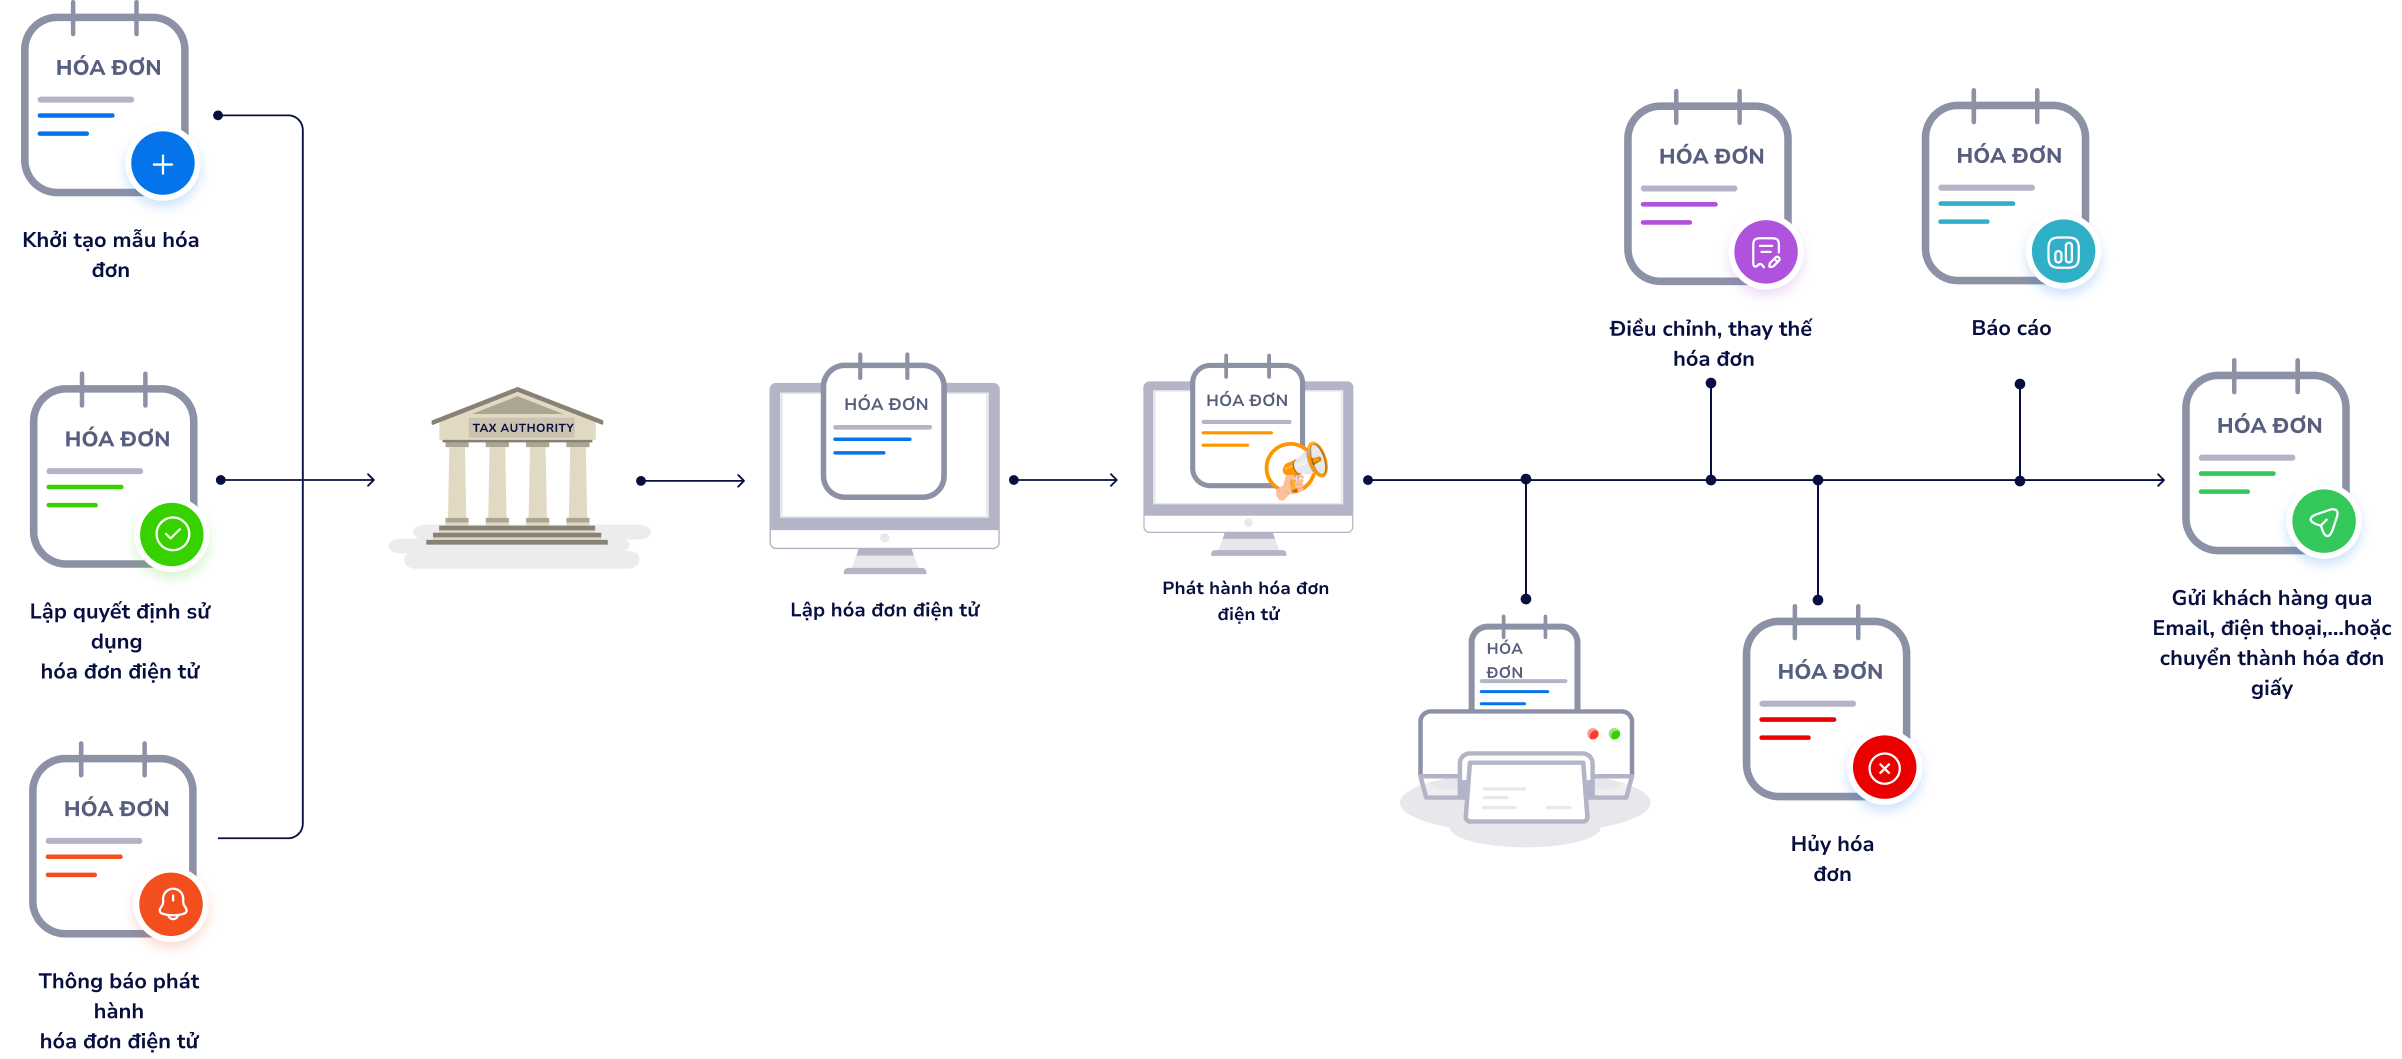 HÓA ĐƠN
Khởi tạo mẫu hóa
đơn
HÓA ĐƠN
Lập quyết định sử
dụng
hóa đơn điện tử
HÓA ĐƠN
Thông báo phát
hành
hóa đơn điện tử
TAX AUTHORITY
HÓA ĐƠN
Lập hóa đơn điện tử
HÓA ĐƠN
Phát hành hóa đơn
điện tử
HÓA
ĐƠN
HÓA ĐƠN
Điều chỉnh, thay thế
hóa đơn
HÓA ĐƠN
Hủy hóa
đơn
HÓA ĐƠN
Báo cáo
HÓA ĐƠN
Gửi khách hàng qua
Email, điện thoại,...hoặc
chuyển thành hóa đơn
giấy